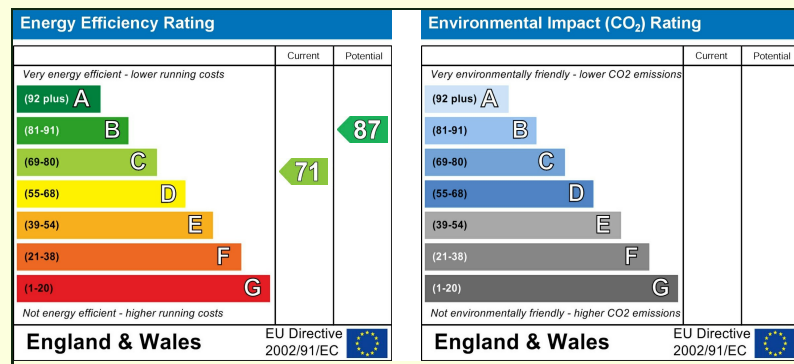 Energy Efficiency Rating
Current Potential
Very energy efficient - lower running costs
(92 plus) A
(81-91) B
87
(69-80) C
71
(55-68) D
(39-54) E
(21-38) F
(1-20) G
Not energy efficient - higher running costs
England & Wales
EU Directive
2002/91/EC
Environmental Impact (CO₂) Rating
Current Potential
Very environmentally friendly - lower CO2 emissions
(92 plus) A
(81-91) B
(69-80) C
(55-68) D
(39-54) E
(21-38) F
(1-20) G
Not environmentally friendly - higher CO2 emissions
England & Wales
EU Directive
2002/91/EC